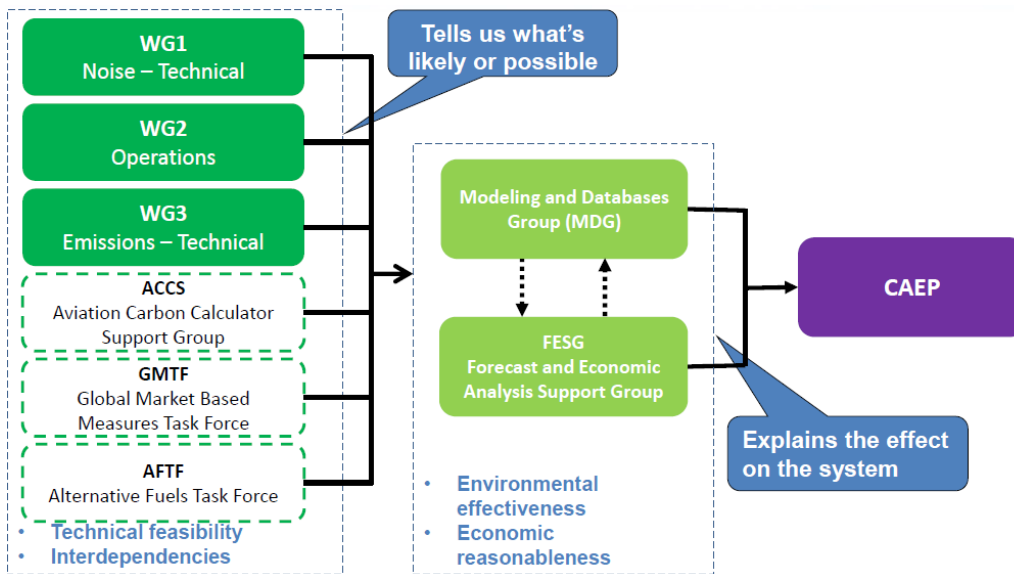 WG1
Noise – Technical
WG2
Operations
WG3
Emissions – Technical
ACCS
Aviation Carbon Calculator
Support Group
GMTF
Global Market Based
Measures Task Force
AFTF
Alternative Fuels Task Force
• Technical feasibility
• Interdependencies
Tells us what's
likely or possible
Modeling and Databases
Group (MDG)
FESG
Forecast and Economic
Analysis Support Group
• Environmental
effectiveness
• Economic
reasonableness
CAEP
Explains the effect
on the system